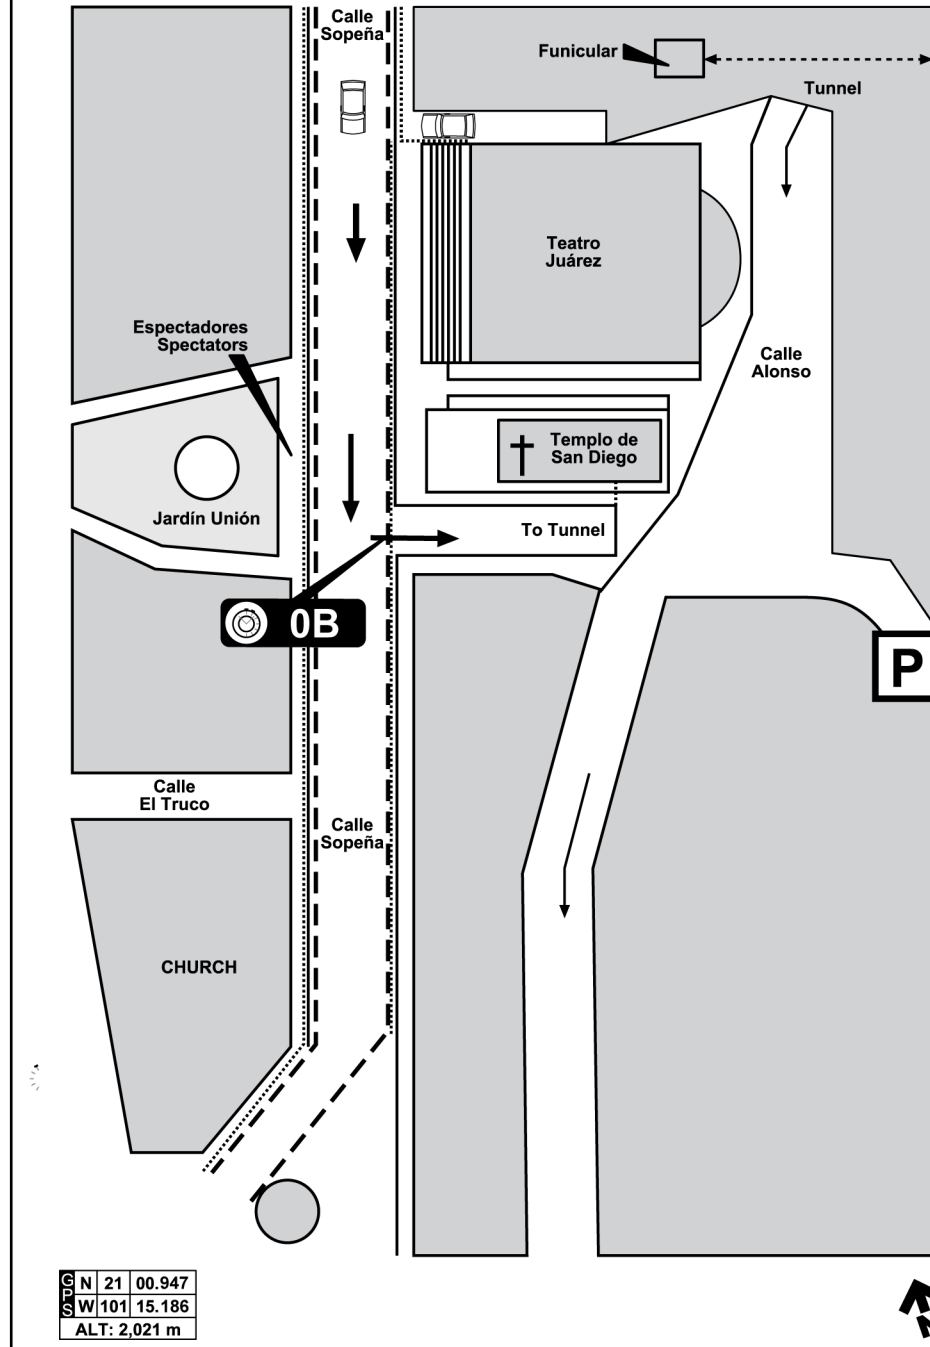 Calle
Sopeña
Funicular
Tunnel
Teatro
Juárez
Espectadores
Spectators
Calle
Alonso
Templo de
San Diego
Jardín Unión
To Tunnel
0B
P
Calle
El Truco
Calle
Sopeña
CHURCH
GPS
N 21 00.947
W 101 15.186
ALT: 2,021 m